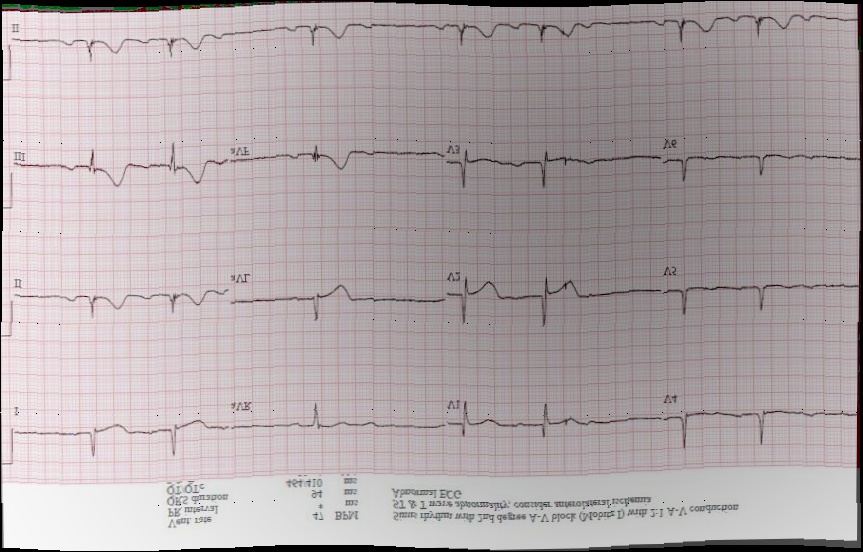 Vent. rate 47 BPM
PR interval * ms
QRS duration 94 ms
QT/QTc 464/410 ms
Sinus rhythm with 2nd degree A-V block (Mobitz I) with 2:1 A-V conduction
ST & T wave abnormality, consider anterolateral ischemia
Abnormal ECG
I aVR V1 V4
II aVL V2 V5
III aVF V3 V6
II